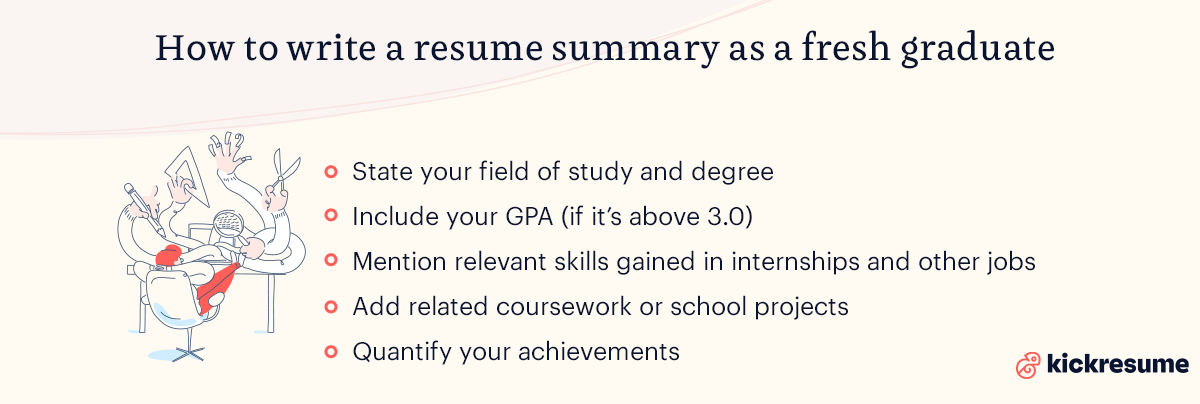 How to write a resume summary as a fresh graduate
State your field of study and degree
Include your GPA (if it’s above 3.0)
Mention relevant skills gained in internships and other jobs
Add related coursework or school projects
Quantify your achievements
kickresume